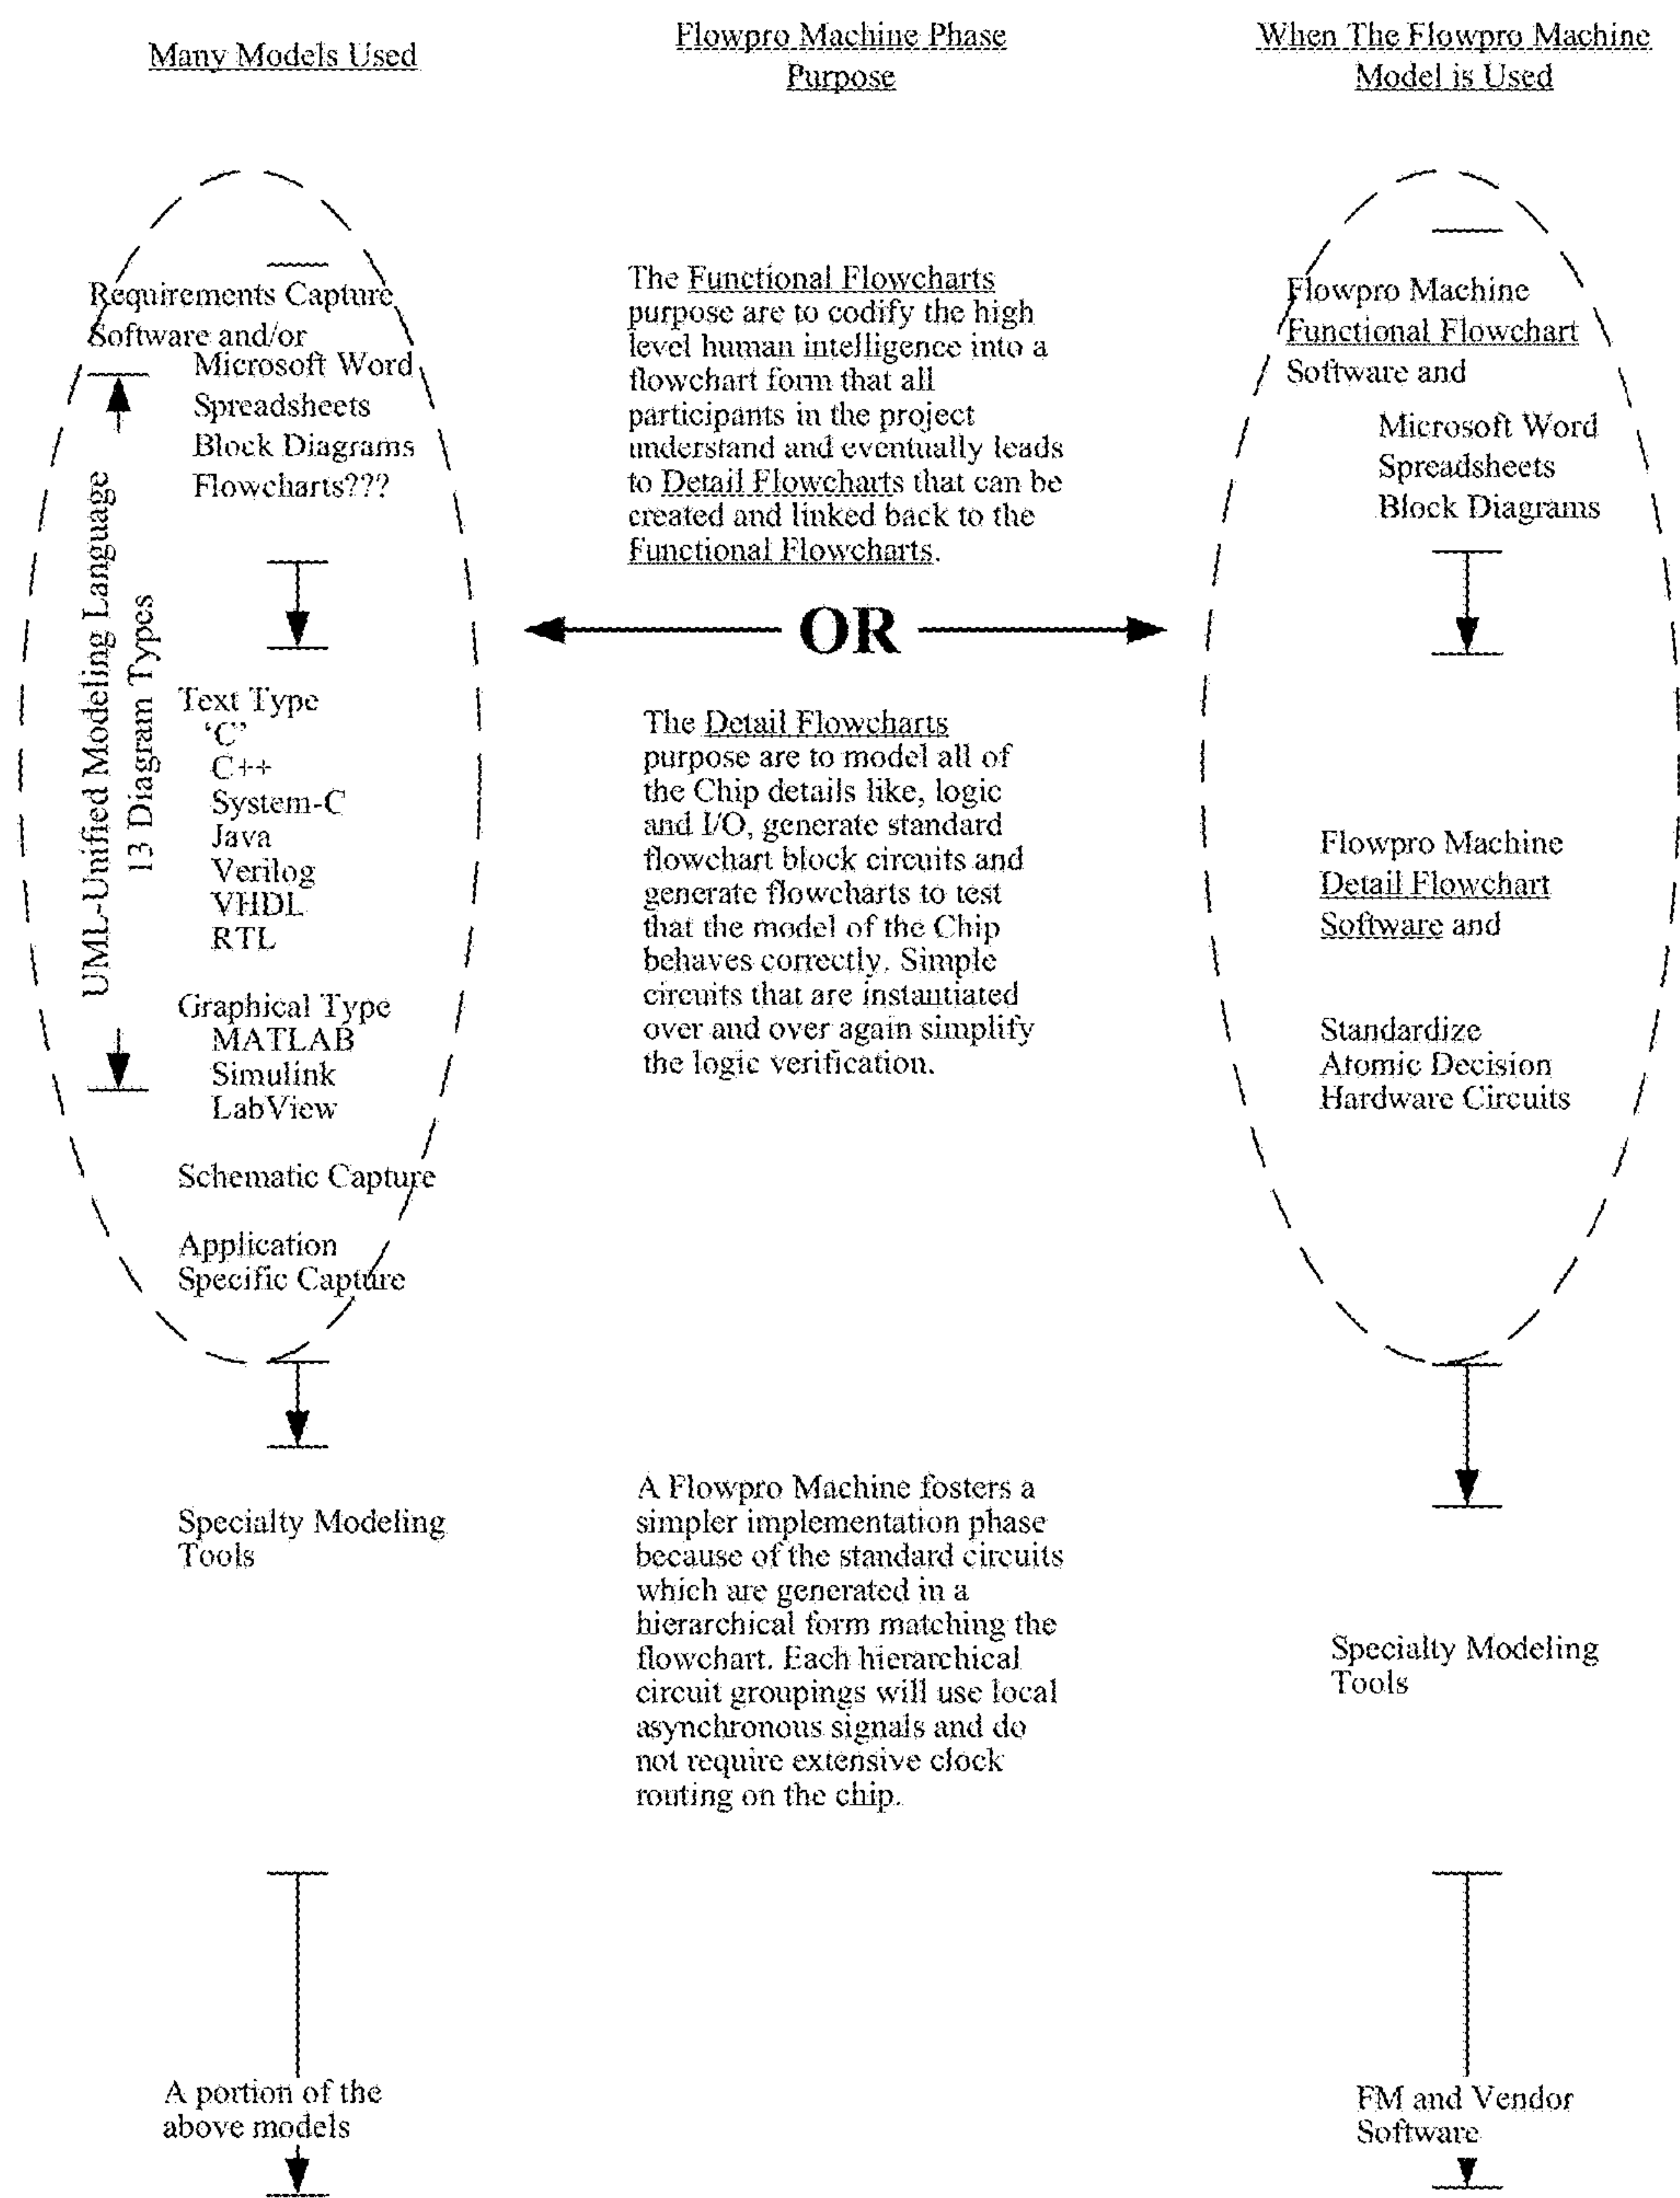 Many Models Used
Flowpro Machine Phase
Purpose
When The Flowpro Machine
Model is Used
Requirements Capture
Software and/or
Microsoft Word
Spreadsheets
Block Diagrams
Flowcharts???
UML-Unified Modeling Language
13 Diagram Types
Text Type
‘C’
C++
System-C
Java
Verilog
VHDL
RTL
Graphical Type
MATLAB
Simulink
LabView
Schematic Capture
Application
Specific Capture
Specialty Modeling
Tools
A portion of the
above models
The Functional Flowcharts
purpose are to codify the high
level human intelligence into a
flowchart form that all
participants in the project
understand and eventually leads
to Detail Flowcharts that can be
created and linked back to the
Functional Flowcharts.
OR
The Detail Flowcharts
purpose are to model all of
the Chip details like, logic
and I/O, generate standard
flowchart block circuits and
generate flowcharts to test
that the model of the Chip
behaves correctly. Simple
circuits that are instantiated
over and over again simplify
the logic verification.
A Flowpro Machine fosters a
simpler implementation phase
because of the standard circuits
which are generated in a
hierarchical form matching the
flowchart. Each hierarchical
circuit groupings will use local
asynchronous signals and do
not require extensive clock
routing on the chip.
Flowpro Machine
Functional Flowchart
Software and
Microsoft Word
Spreadsheets
Block Diagrams
Flowpro Machine
Detail Flowchart
Software and
Standardize
Atomic Decision
Hardware Circuits
Specialty Modeling
Tools
FM and Vendor
Software